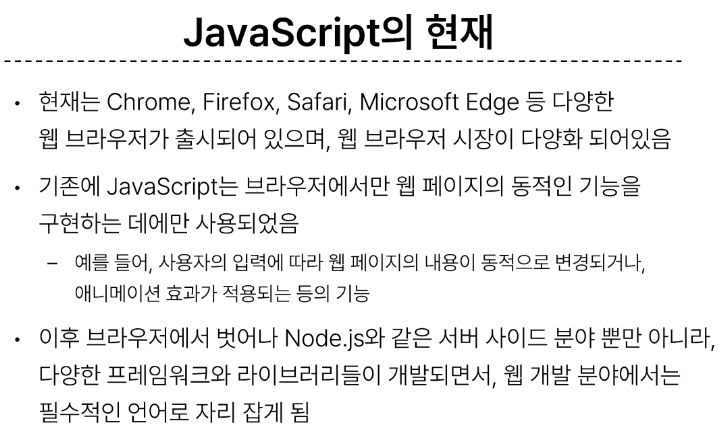 JavaScript의 현재
• 현재는 Chrome, Firefox, Safari, Microsoft Edge 등 다양한
웹 브라우저가 출시되어 있으며, 웹 브라우저 시장이 다양화 되어있음
• 기존에 JavaScript는 브라우저에서만 웹 페이지의 동적인 기능을
구현하는 데에만 사용되었음
– 예를 들어, 사용자의 입력에 따라 웹 페이지의 내용이 동적으로 변경되거나,
애니메이션 효과가 적용되는 등의 기능
• 이후 브라우저에서 벗어나 Node.js와 같은 서버 사이드 분야 뿐만 아니라,
다양한 프레임워크와 라이브러리들이 개발되면서, 웹 개발 분야에서는
필수적인 언어로 자리 잡게 됨